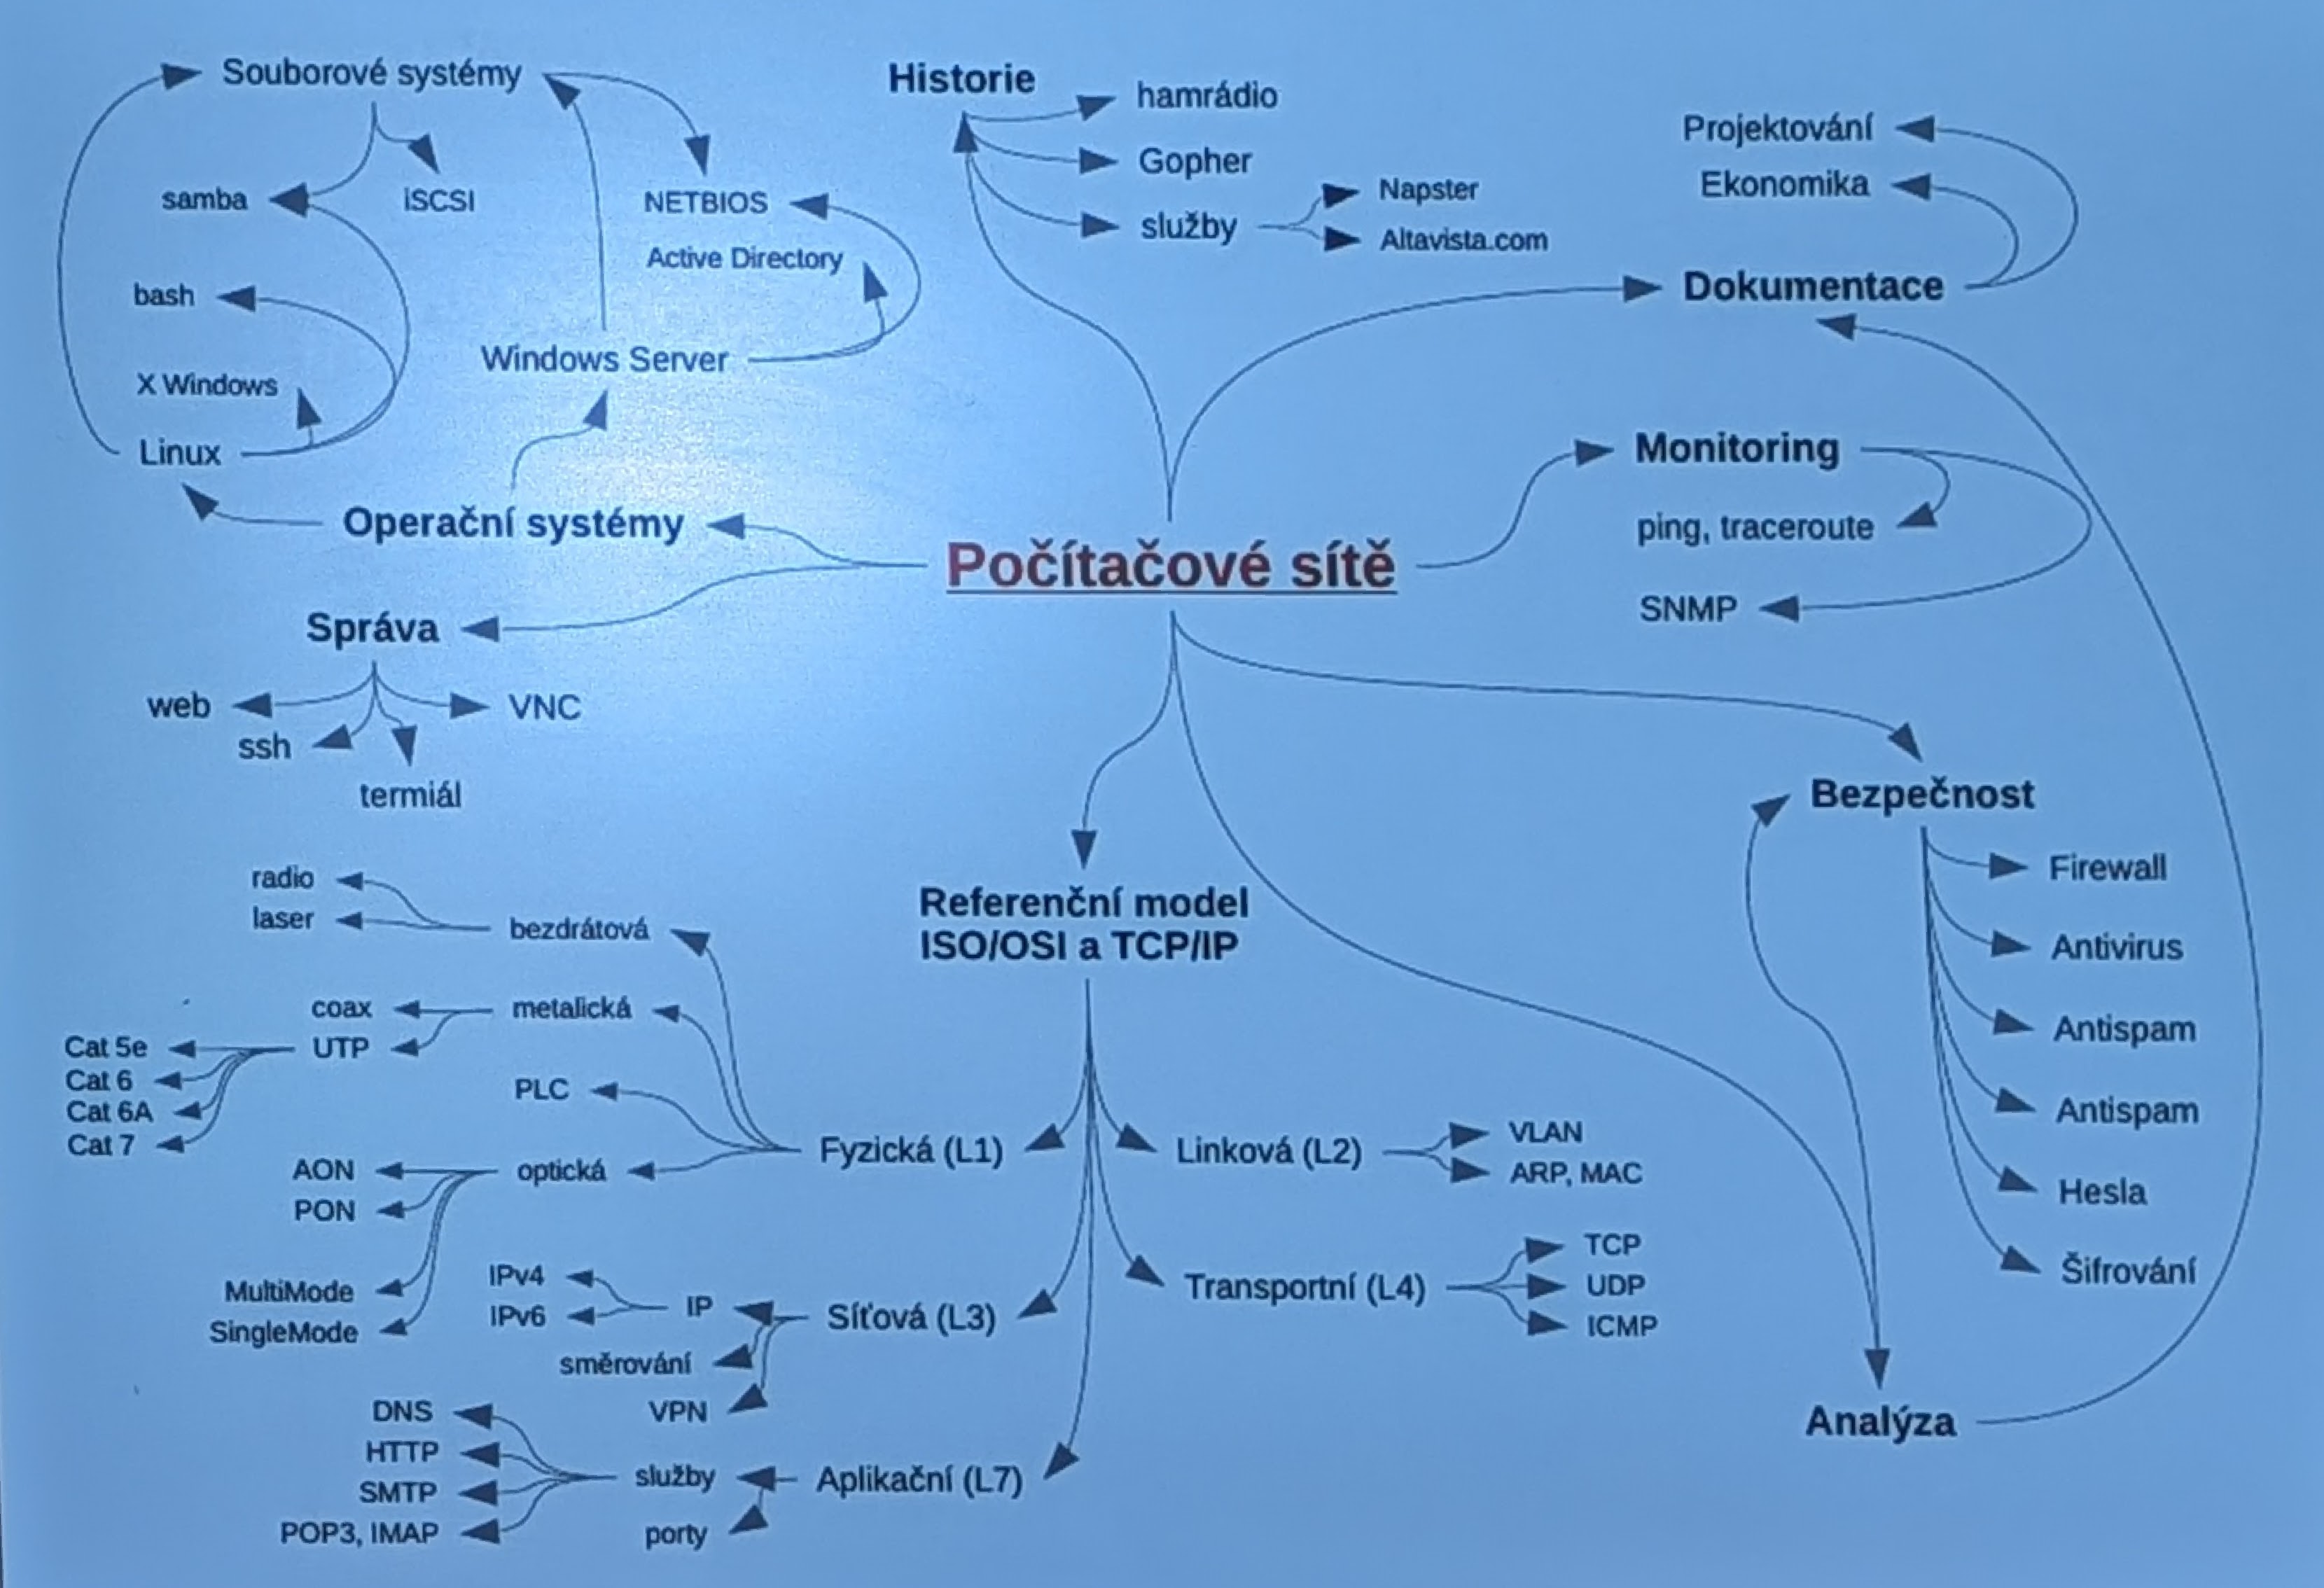 Souborové systémy
samba
iSCSI
NETBIOS
Active Directory
bash
X Windows
Windows Server
Linux
Operační systémy
Historie
hamrádio
Gopher
služby
Napster
Altavista.com
Projektování
Ekonomika
Dokumentace
Monitoring
ping, traceroute
SNMP
Počítačové sítě
Správa
web
VNC
ssh
termiál
Bezpečnost
Firewall
Antivirus
Antispam
Antispam
Hesla
Šifrování
Analýza
Referenční model
ISO/OSI a TCP/IP
radio
laser
bezdrátová
coax
metalická
UTP
Cat 5e
Cat 6
Cat 6A
Cat 7
PLC
AON
optická
PON
MultiMode
SingleMode
Fyzická (L1)
Linková (L2)
VLAN
ARP, MAC
IPv4
IPv6
IP
Síťová (L3)
směrování
VPN
Transportní (L4)
TCP
UDP
ICMP
DNS
HTTP
SMTP
POP3, IMAP
služby
porty
Aplikační (L7)